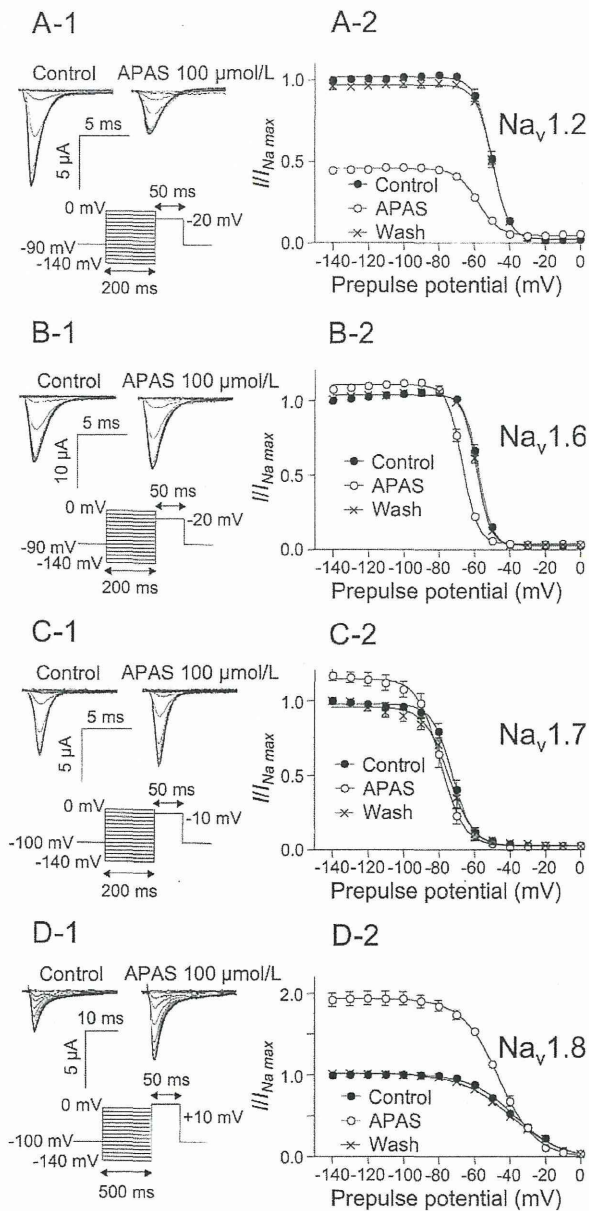 A-1
Control APAS 100 µmol/L
5 ms
5 µA
50 ms
0 mV
-20 mV
-90 mV
-140 mV
200 ms
A-2
1.0
0.5
0.0
I/I Na max
Nav1.2
Control
APAS
Wash
-140 -120 -100 -80 -60 -40 -20 0
Prepulse potential (mV)
B-1
Control APAS 100 µmol/L
5 ms
10 µA
50 ms
0 mV
-20 mV
-90 mV
-140 mV
200 ms
B-2
1.0
0.5
0.0
I/I Na max
Nav1.6
Control
APAS
Wash
-140 -120 -100 -80 -60 -40 -20 0
Prepulse potential (mV)
C-1
Control APAS 100 µmol/L
5 ms
5 µA
50 ms
0 mV
-10 mV
-100 mV
-140 mV
200 ms
C-2
1.0
0.5
0.0
I/I Na max
Nav1.7
Control
APAS
Wash
-140 -120 -100 -80 -60 -40 -20 0
Prepulse potential (mV)
D-1
Control APAS 100 µmol/L
10 ms
5 µA
50 ms
0 mV
+10 mV
-100 mV
-140 mV
500 ms
D-2
2.0
1.0
0.0
I/I Na max
Nav1.8
Control
APAS
Wash
-140 -120 -100 -80 -60 -40 -20 0
Prepulse potential (mV)